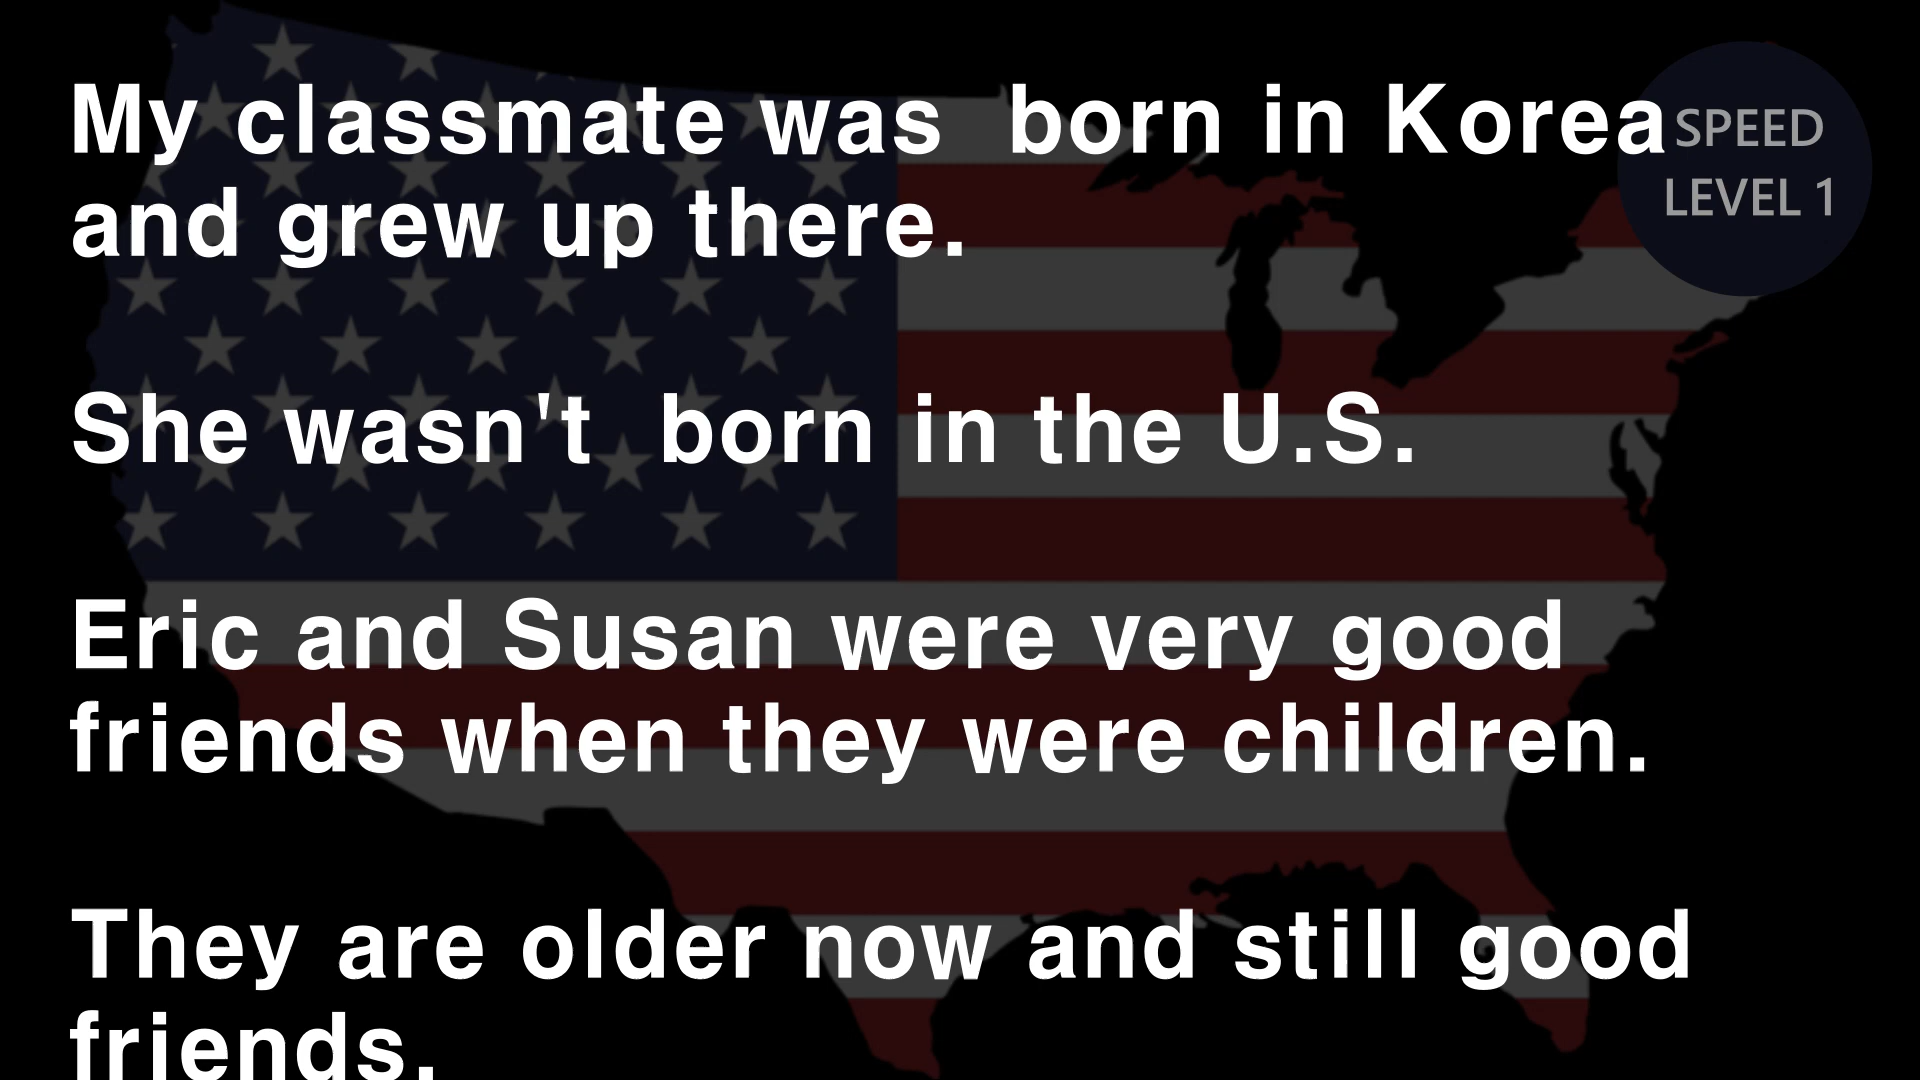 My classmate was  born in Korea
and grew up there.
She wasn't  born in the U.S.
Eric and Susan were very good
friends when they were children.
They are older now and still good
friends.
SPEED
LEVEL 1